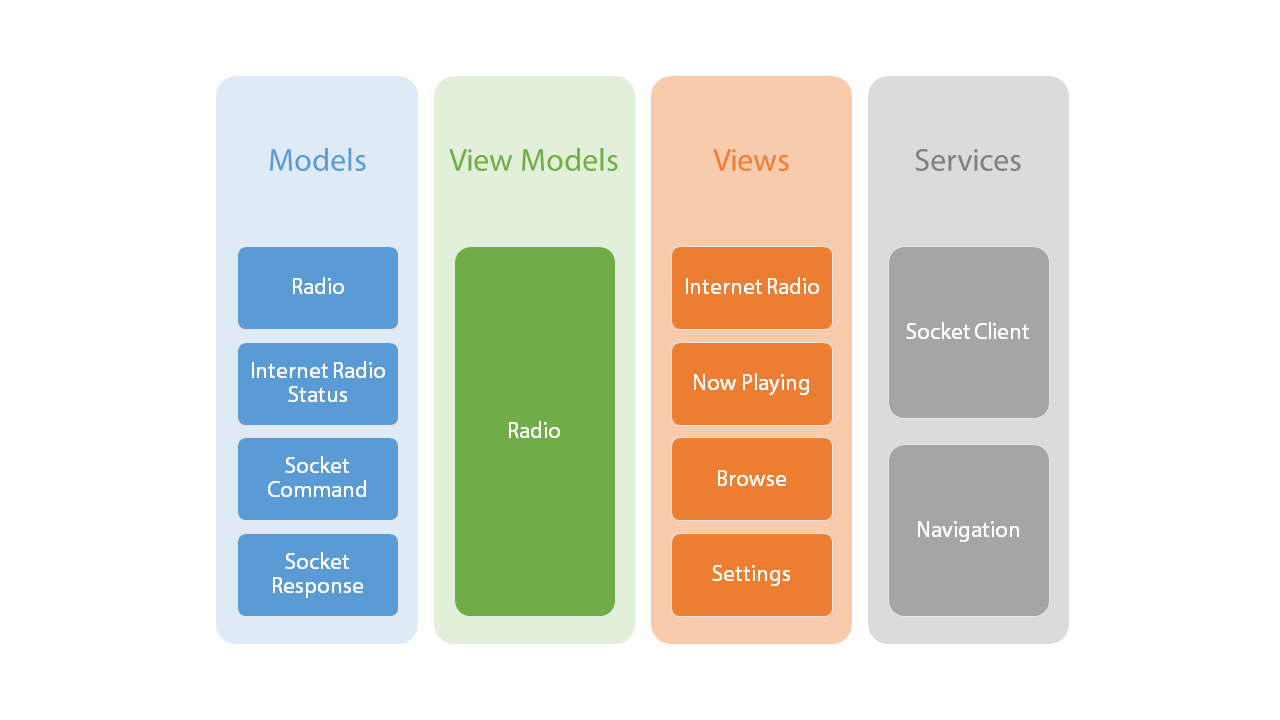 Models
Radio
Internet Radio
Status
Socket
Command
Socket
Response
View Models
Radio
Views
Internet Radio
Now Playing
Browse
Settings
Services
Socket Client
Navigation